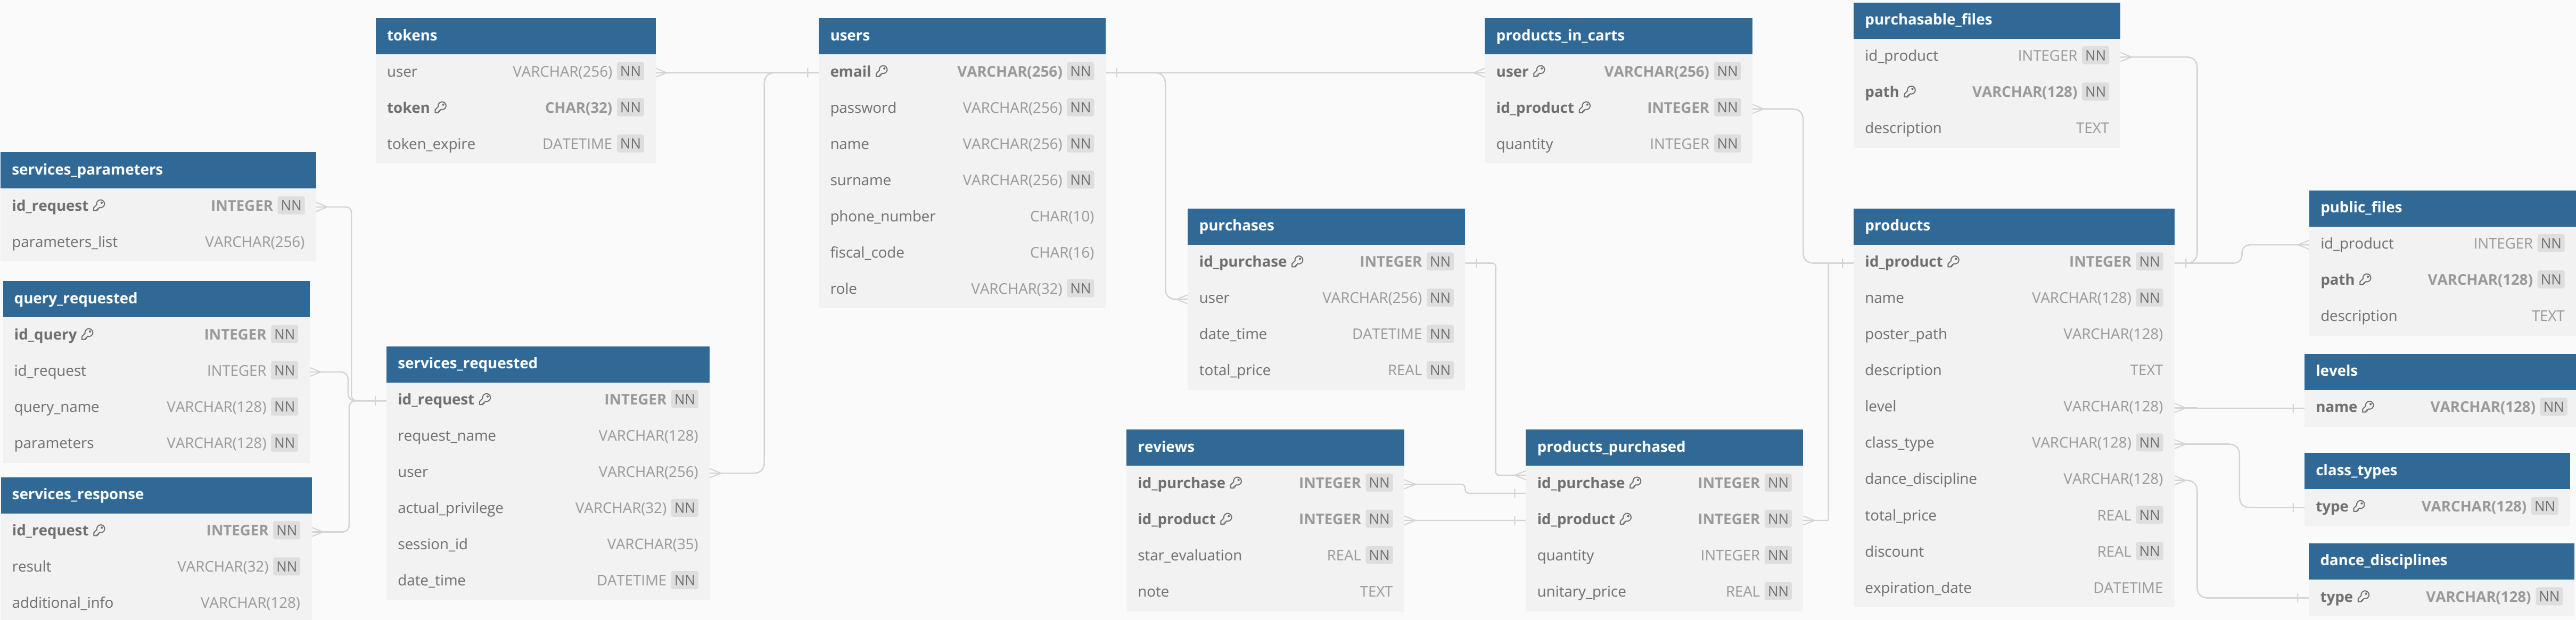 tokens
user VARCHAR(256) NN
token CHAR(32) NN
token_expire DATETIME NN
users
email VARCHAR(256) NN
password VARCHAR(256) NN
name VARCHAR(256) NN
surname VARCHAR(256) NN
phone_number CHAR(10)
fiscal_code CHAR(16)
role VARCHAR(32) NN
products_in_carts
user VARCHAR(256) NN
id_product INTEGER NN
quantity INTEGER NN
purchasable_files
id_product INTEGER NN
path VARCHAR(128) NN
description TEXT
services_parameters
id_request INTEGER NN
parameters_list VARCHAR(256)
query_requested
id_query INTEGER NN
id_request INTEGER NN
query_name VARCHAR(128) NN
parameters VARCHAR(128) NN
services_response
id_request INTEGER NN
result VARCHAR(32) NN
additional_info VARCHAR(128)
services_requested
id_request INTEGER NN
request_name VARCHAR(128)
user VARCHAR(256)
actual_privilege VARCHAR(32) NN
session_id VARCHAR(35)
date_time DATETIME NN
purchases
id_purchase INTEGER NN
user VARCHAR(256) NN
date_time DATETIME NN
total_price REAL NN
reviews
id_purchase INTEGER NN
id_product INTEGER NN
star_evaluation REAL NN
note TEXT
products_purchased
id_purchase INTEGER NN
id_product INTEGER NN
quantity INTEGER NN
unitary_price REAL NN
products
id_product INTEGER NN
name VARCHAR(128) NN
poster_path VARCHAR(128)
description TEXT
level VARCHAR(128)
class_type VARCHAR(128) NN
dance_discipline VARCHAR(128)
total_price REAL NN
discount REAL NN
expiration_date DATETIME
public_files
id_product INTEGER NN
path VARCHAR(128) NN
description TEXT
levels
name VARCHAR(128) NN
class_types
type VARCHAR(128) NN
dance_disciplines
type VARCHAR(128) NN